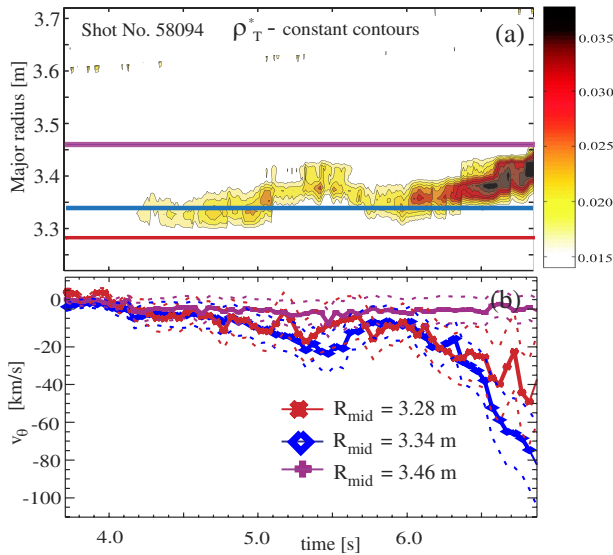 Shot No. 58094 ρ*T - constant contours (a)
Major radius [m]
3.7
3.6
3.45
3.4
3.3
0.035
0.030
0.025
0.020
0.015
(b)
vθ [km/s]
0
-20
-40
-60
-80
-100
Rmid = 3.28 m
Rmid = 3.34 m
Rmid = 3.46 m
4.0 5.0 6.0
time [s]